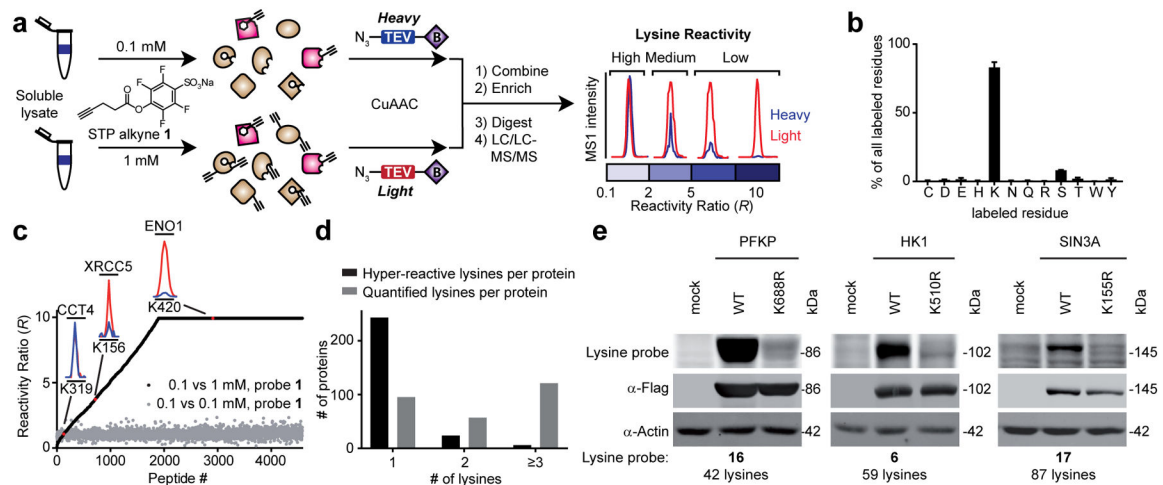 a
Soluble
lysate
0.1 mM
F
F
SO₃Na
O
O
F
F
STP alkyne 1
1 mM
Heavy
N₃ TEV B
CuAAC
N₃ TEV B
Light
1) Combine
2) Enrich
3) Digest
4) LC/LC-
MS/MS
Lysine Reactivity
High Medium Low
MS1 intensity
Heavy
Light
0.1 2 5 10
Reactivity Ratio (R)
b
% of all labeled residues
100
50
0
C D E H K N Q R S T W Y
labeled residue
c
ENO1
XRCC5
CCT4
K420
K156
K319
Reactivity Ratio (R)
10
5
0
0.1 vs 1 mM, probe 1
0.1 vs 0.1 mM, probe 1
0 1000 2000 3000 4000
Peptide #
d
Hyper-reactive lysines per protein
Quantified lysines per protein
# of proteins
200
100
0
1 2 ≥3
# of lysines
e
PFKP HK1 SIN3A
mock WT K688R kDa mock WT K510R kDa mock WT K155R kDa
Lysine probe -86 -102 -145
α-Flag -86 -102 -145
α-Actin -42 -42 -42
Lysine probe: 16 6 17
42 lysines 59 lysines 87 lysines